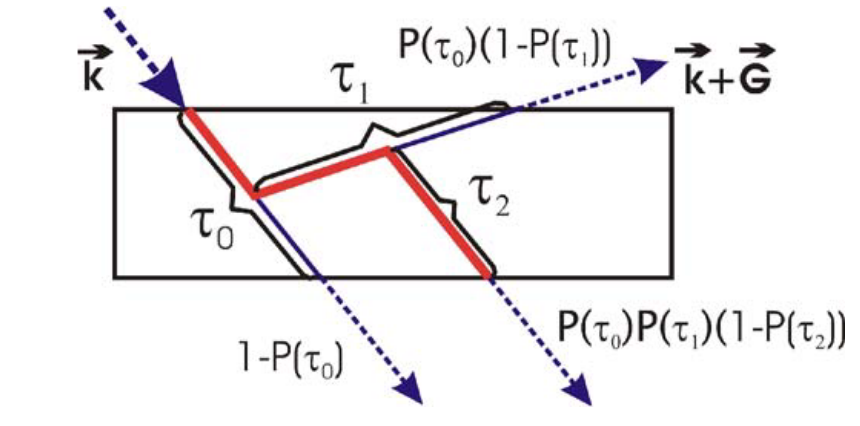 P(τ₀)(1-P(τ₁))
k⃗
τ₁
k⃗+G⃗
τ₀
τ₂
P(τ₀)P(τ₁)(1-P(τ₂))
1-P(τ₀)